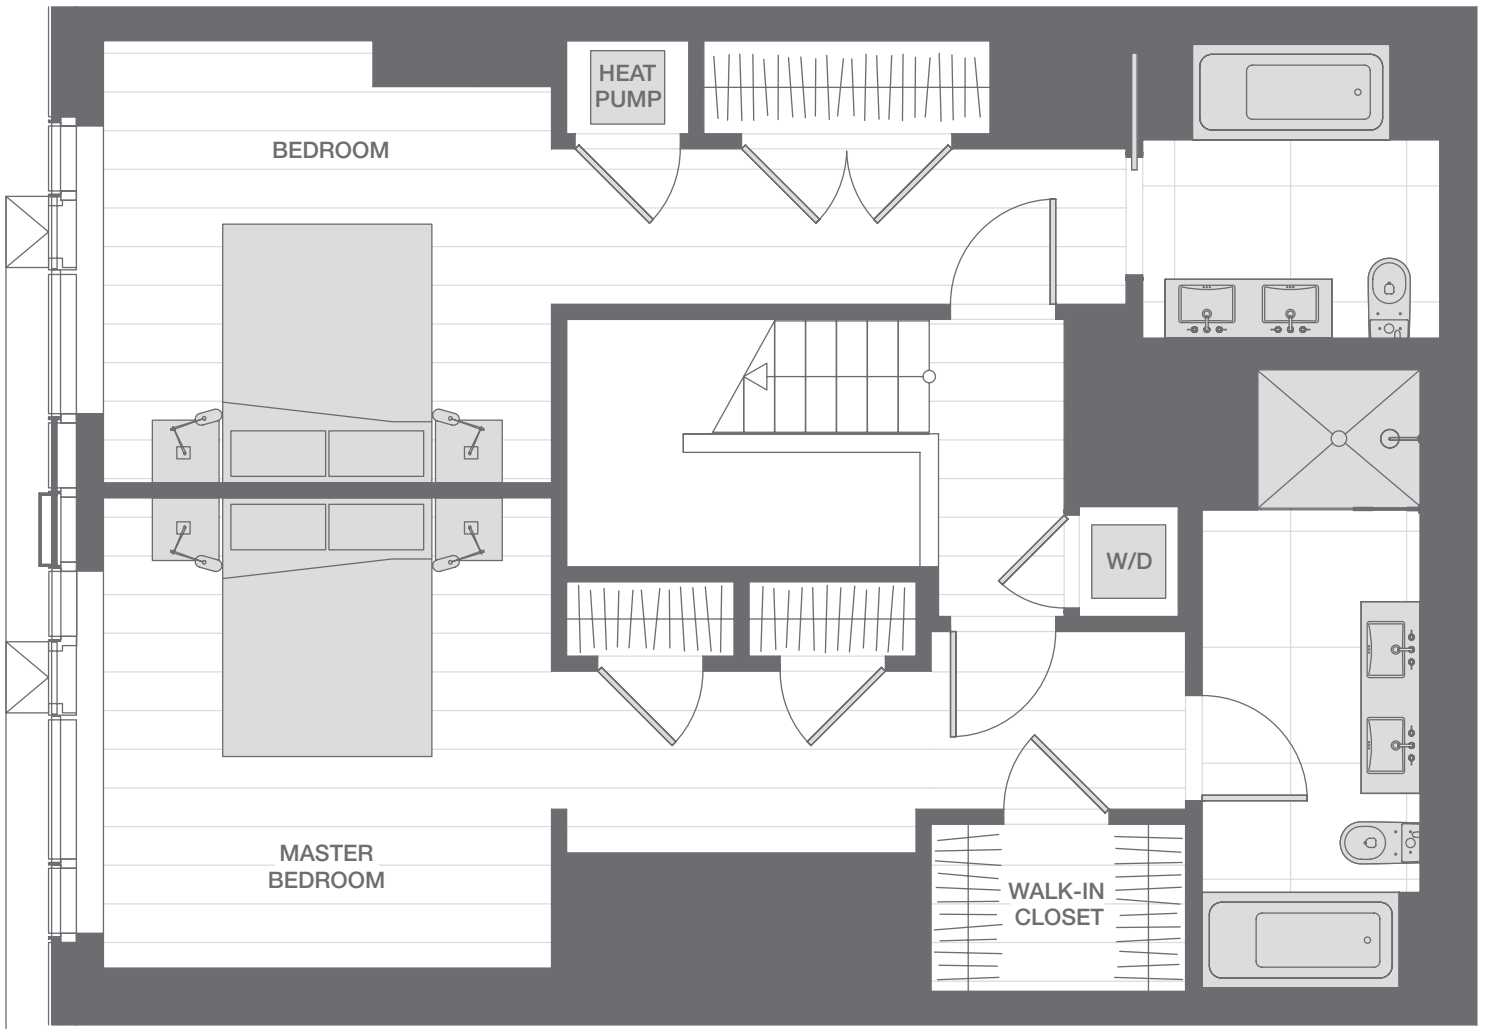 HEAT
PUMP
BEDROOM
W/D
MASTER
BEDROOM
WALK-IN
CLOSET